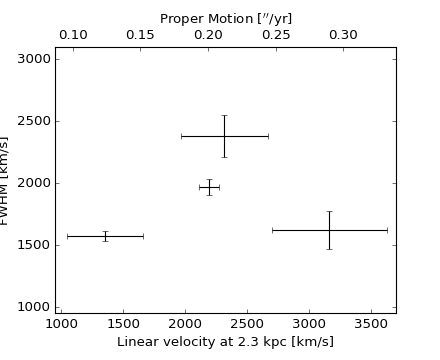 Proper Motion ["/yr]
0.10 0.15 0.20 0.25 0.30
3000
2500
2000
1500
1000
FWHM [km/s]
1000 1500 2000 2500 3000 3500
Linear velocity at 2.3 kpc [km/s]